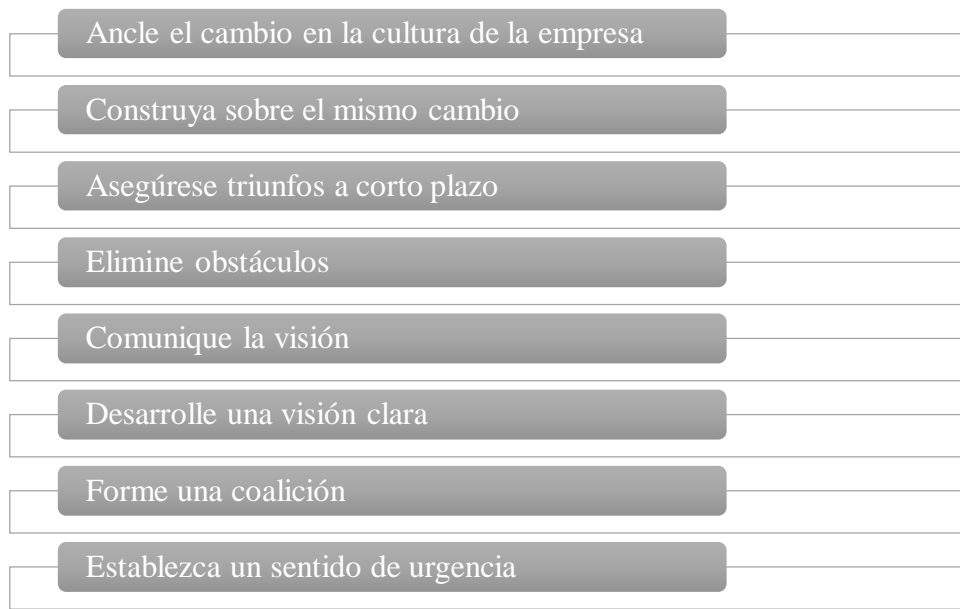 Ancle el cambio en la cultura de la empresa
Construya sobre el mismo cambio
Asegúrese triunfos a corto plazo
Elimine obstáculos
Comunique la visión
Desarrolle una visión clara
Forme una coalición
Establezca un sentido de urgencia